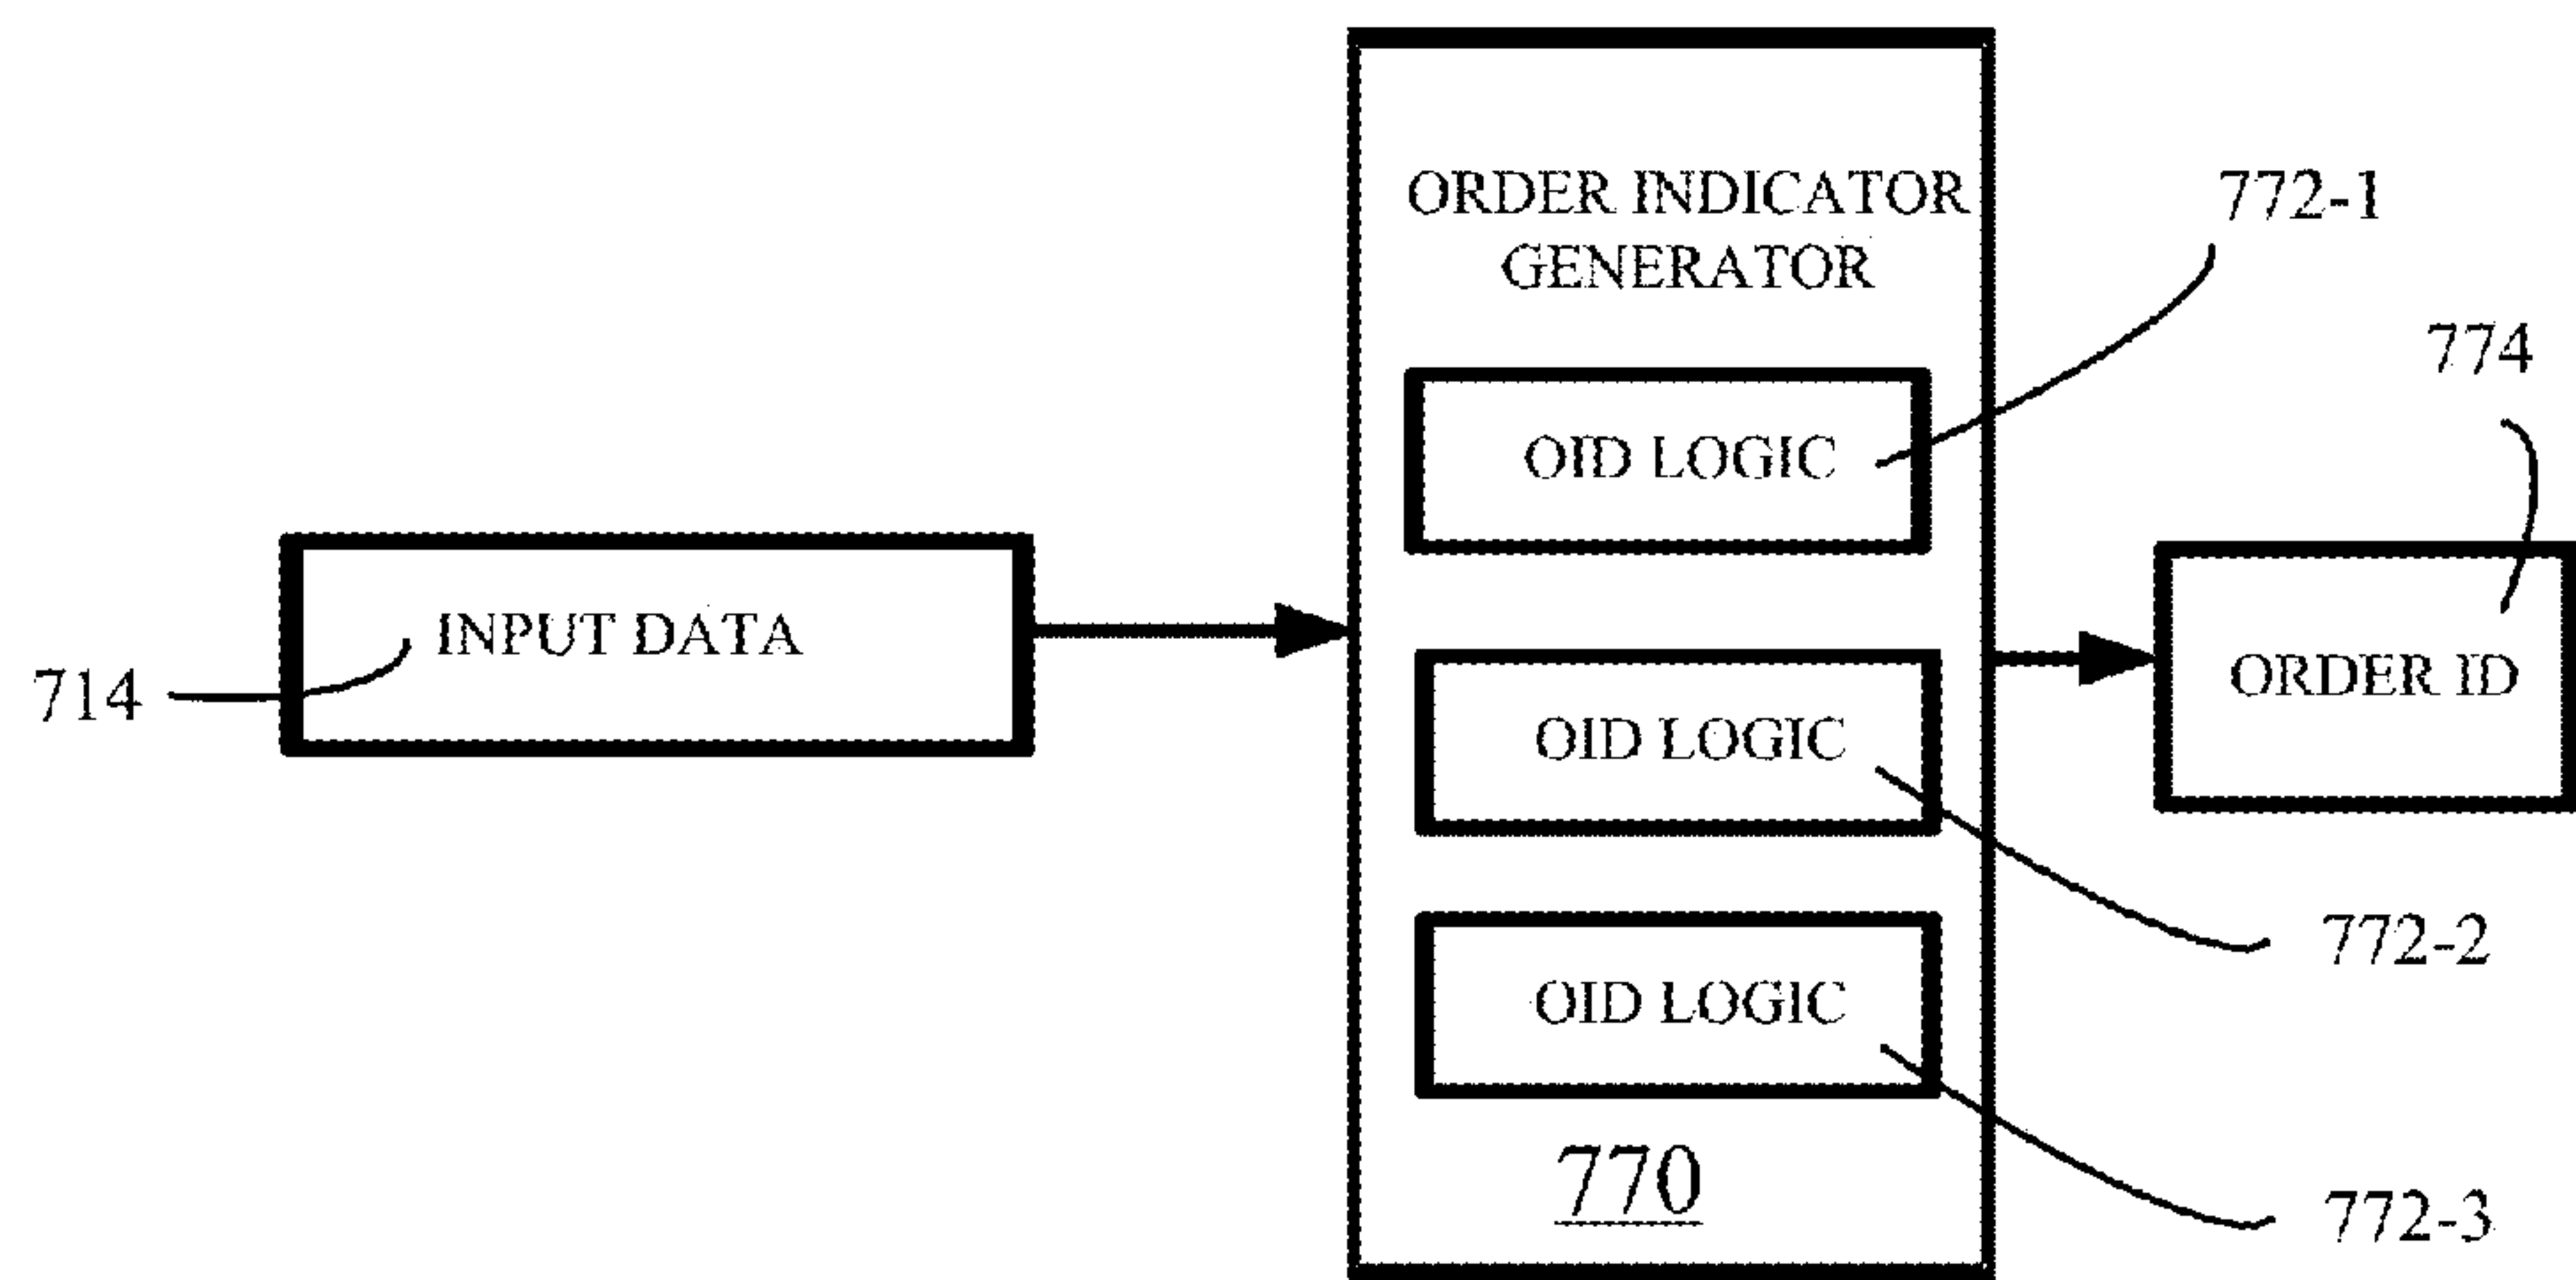 ORDER INDICATOR
GENERATOR
772-1
774
OID LOGIC
INPUT DATA
714
ORDER ID
OID LOGIC
772-2
OID LOGIC
770
772-3